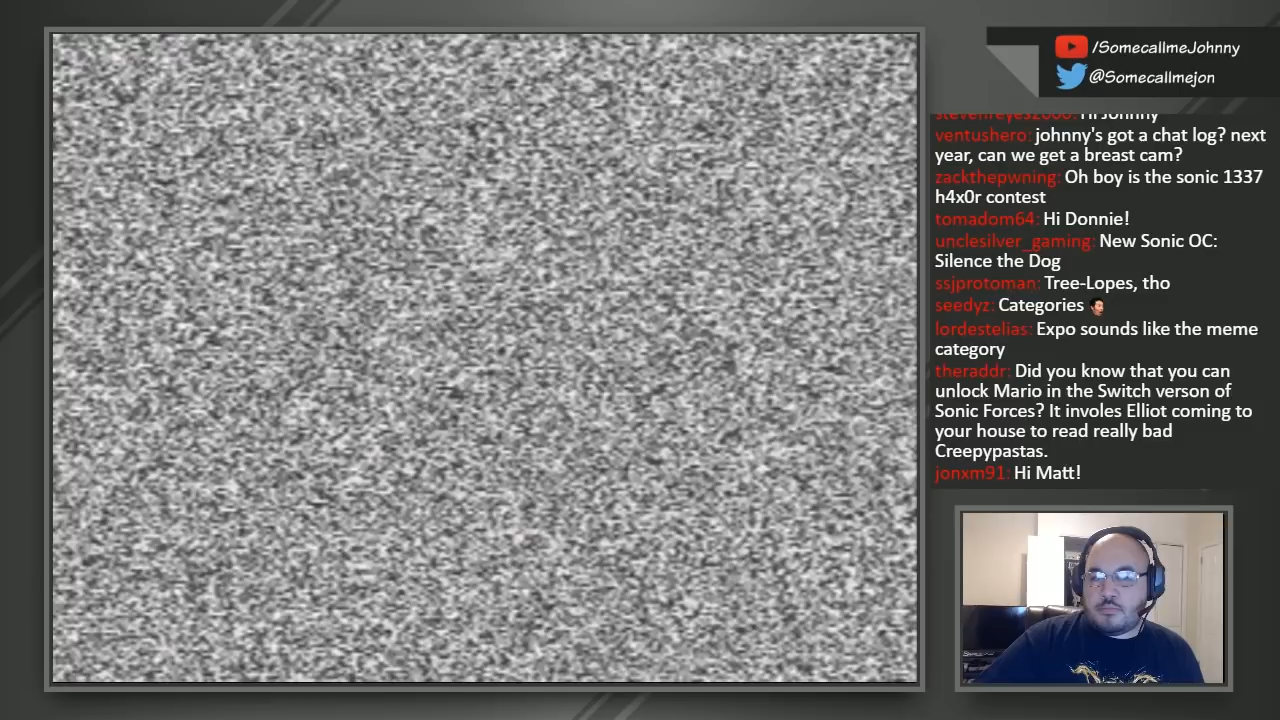 /SomecallmeJohnny
@Somecallmejon
stevenreyes2000: Hi Johnny
ventushero: johnny's got a chat log? next
year, can we get a breast cam?
zackthepwning: Oh boy is the sonic 1337
h4x0r contest
tomadom64: Hi Donnie!
unclesilver_gaming: New Sonic OC:
Silence the Dog
ssjprotoman: Tree-Lopes, tho
seedyz: Categories
lordestelias: Expo sounds like the meme
category
theraddr: Did you know that you can
unlock Mario in the Switch verson of
Sonic Forces? It involes Elliot coming to
your house to read really bad
Creepypastas.
jonxm91: Hi Matt!